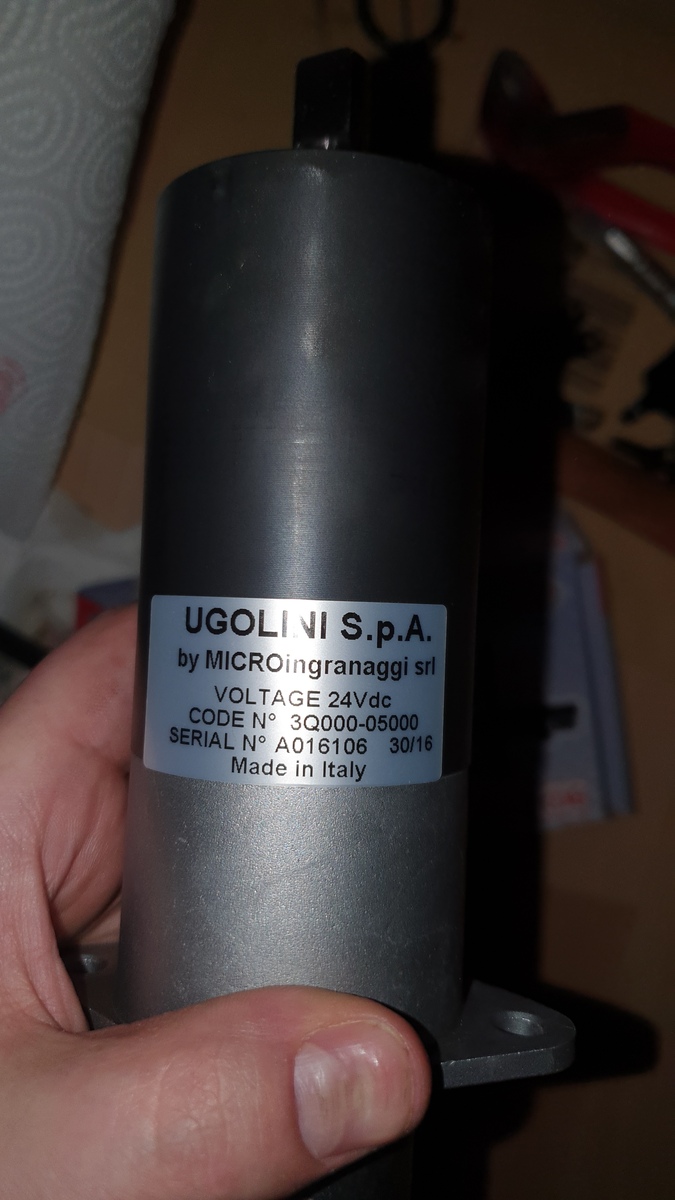 UGOLINI S.p.A.
by MICROingranaggi srl
VOLTAGE 24Vdc
CODE N° 3Q000-05000
SERIAL N° A016106 30/16
Made in Italy